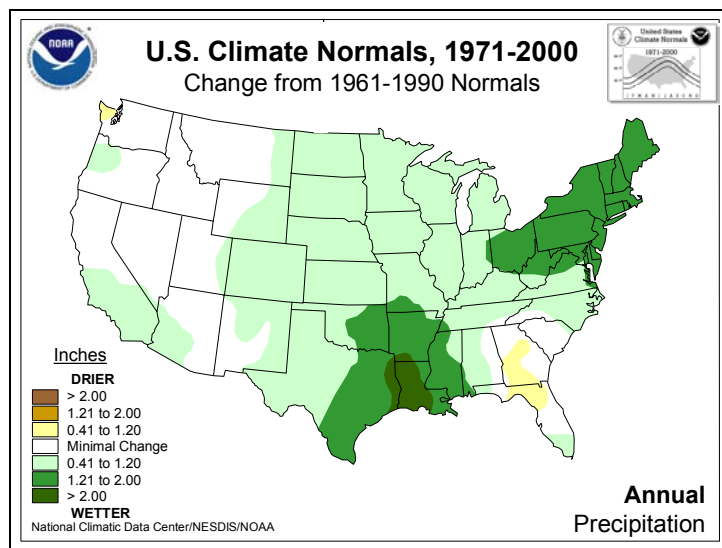 U.S. Climate Normals, 1971-2000
Change from 1961-1990 Normals
NOAA
United States
Climate Normals
1971-2000
J F M A M J J A S O N D
Inches
DRIER
> 2.00
1.21 to 2.00
0.41 to 1.20
Minimal Change
0.41 to 1.20
1.21 to 2.00
> 2.00
WETTER
National Climatic Data Center/NESDIS/NOAA
Annual
Precipitation